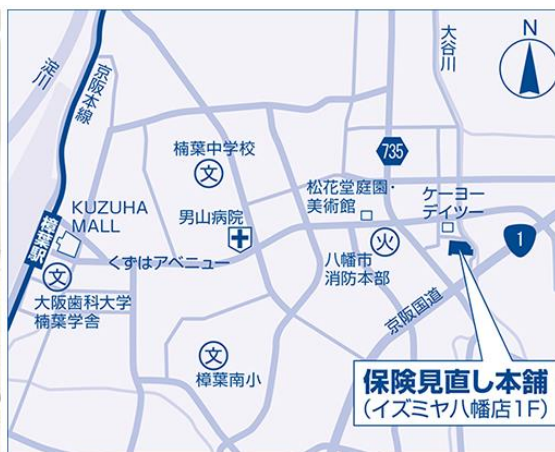 淀川
京阪本線
大谷川
N
楠葉中学校
文
735
KUZUHA
MALL
樟葉駅
男山病院
松花堂庭園・
美術館
ケーヨー
デイツー
1
くずはアベニュー
火
八幡市
消防本部
文
大阪歯科大学
楠葉学舎
京阪国道
文
樟葉南小
保険見直し本舗
(イズミヤ八幡店1F)